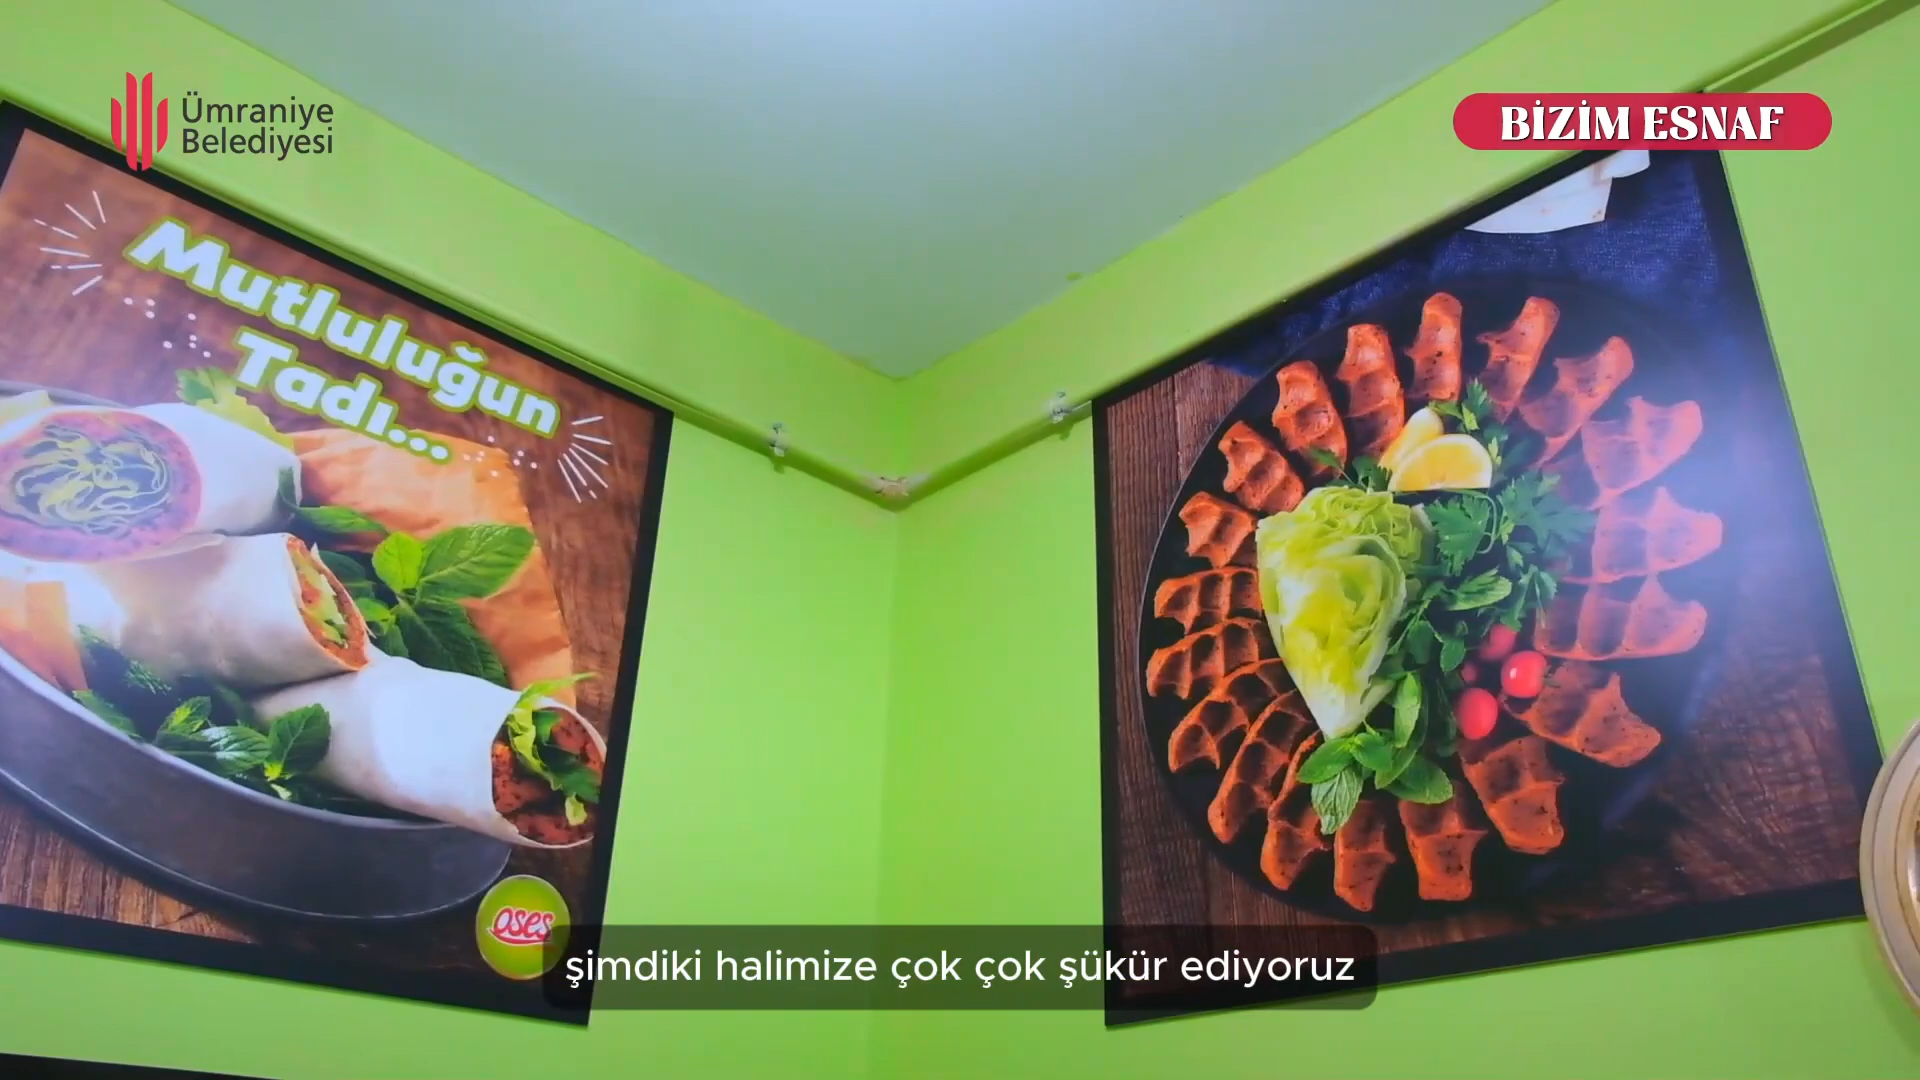 Ümraniye
Belediyesi
BİZİM ESNAF
Mutluluğun
Tadı...
oses
şimdiki halimize çok çok şükür ediyoruz